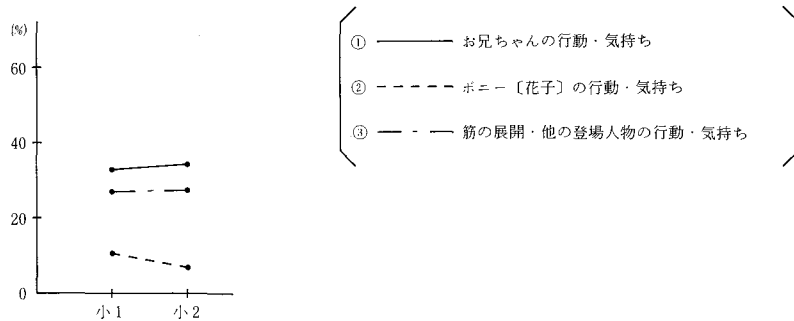 (%)
60
40
20
0
小1 小2
① お兄ちゃんの行動・気持ち
② ボニー〔花子〕の行動・気持ち
③ 筋の展開・他の登場人物の行動・気持ち